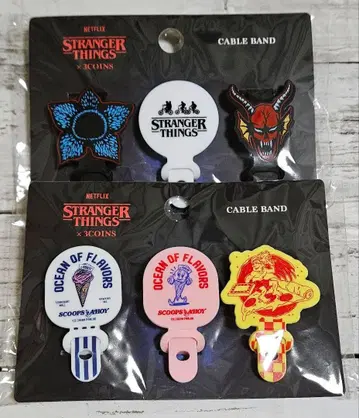 NETFLIX
STRANGER
THINGS
×3COINS
CABLE BAND
STRANGER
THINGS
NETFLIX
STRANGER
THINGS
×3COINS
CABLE BAND
OCEAN OF FLAVORS
SCOOPS AHOY
OCEAN OF FLAVORS
SCOOPS AHOY